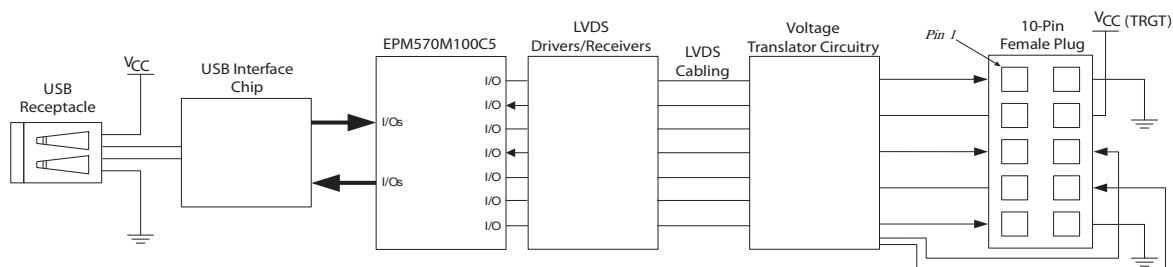 USB
Receptacle
VCC
USB Interface
Chip
EPM570M100C5
I/Os
I/Os
I/O
I/O
I/O
I/O
I/O
I/O
I/O
LVDS
Drivers/Receivers
LVDS
Cabling
Voltage
Translator Circuitry
Pin 1
10-Pin
Female Plug
VCC (TRGT)